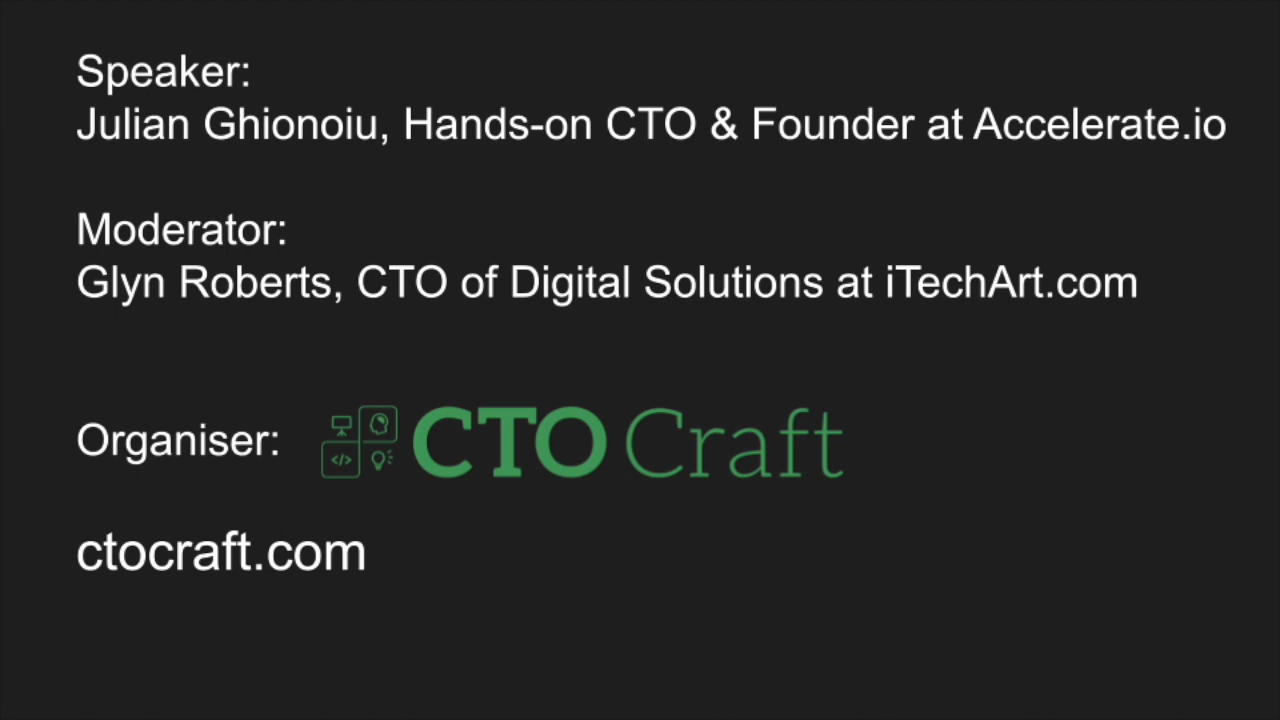 Speaker:
Julian Ghionoiu, Hands-on CTO & Founder at Accelerate.io
Moderator:
Glyn Roberts, CTO of Digital Solutions at iTechArt.com
Organiser: CTO Craft
</>
ctocraft.com